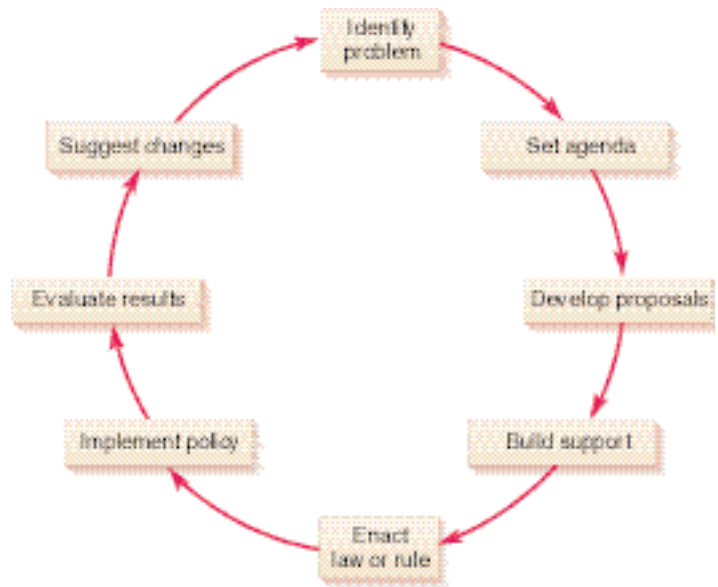 Identify
problem
Set agenda
Develop proposals
Build support
Enact
law or rule
Implement policy
Evaluate results
Suggest changes